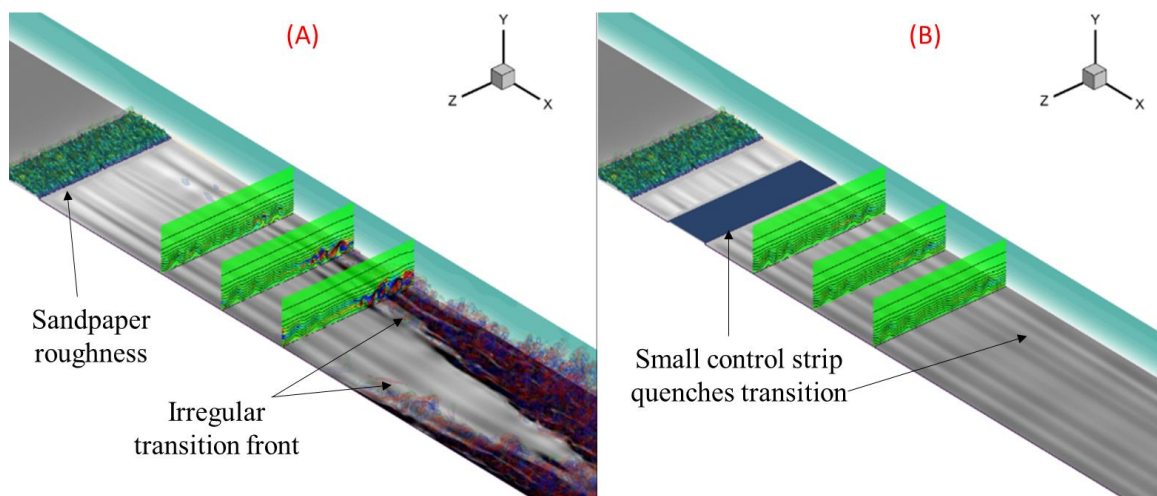 (A)
Y
Z
X
Sandpaper
roughness
Irregular
transition front
(B)
Y
Z
X
Small control strip
quenches transition